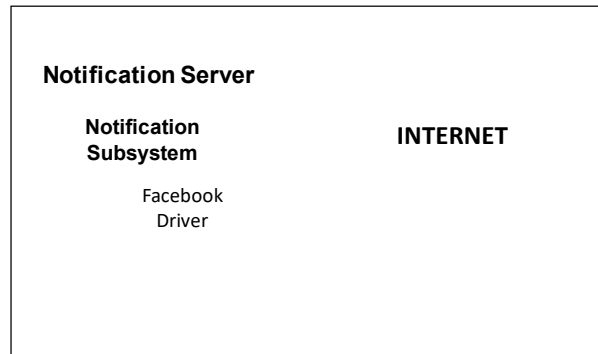 Notification Server
Notification
Subsystem
INTERNET
Facebook
Driver